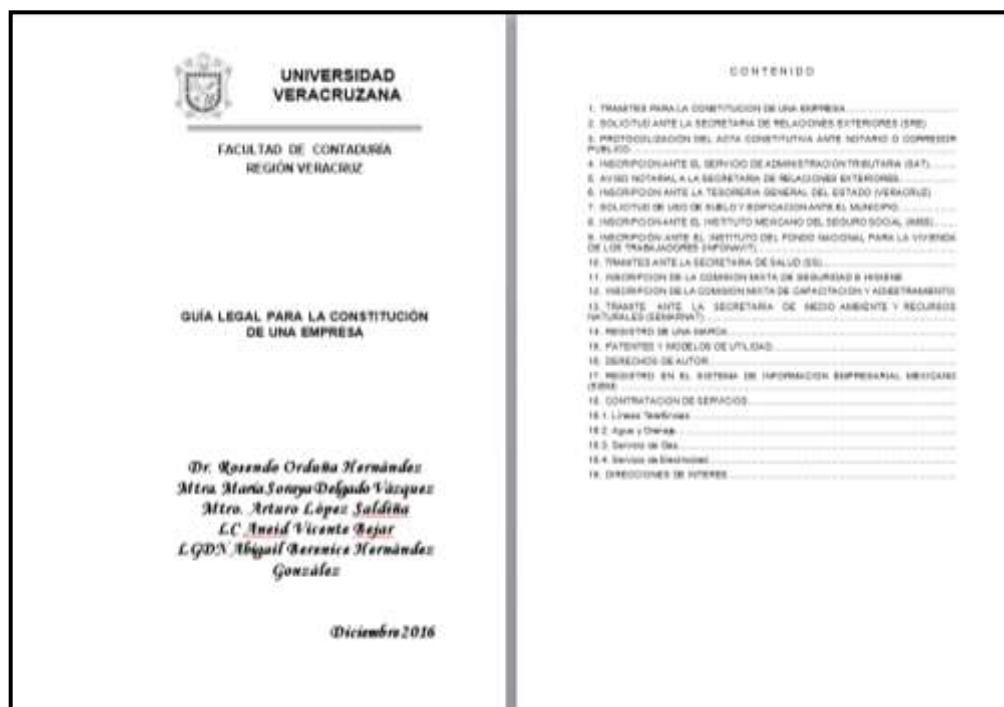 UNIVERSIDAD
VERACRUZANA
FACULTAD DE CONTADURÍA
REGIÓN VERACRUZ
GUÍA LEGAL PARA LA CONSTITUCIÓN
DE UNA EMPRESA
Dr. Rosendo Orduña Hernández
Mtra. María Soraya Delgado Vázquez
Mtro. Arturo López Saldiña
LC Aneid Vicente Bejar
LGDN Abigail Berenice Hernández
González
Diciembre 2016
CONTENIDO
1. TRAMITES PARA LA CONSTITUCION DE UNA EMPRESA
2. SOLICITUD ANTE LA SECRETARIA DE RELACIONES EXTERIORES (SRE)
3. PROTOCOLIZACION DEL ACTA CONSTITUTIVA ANTE NOTARIO O CORREDOR
PUBLICO
4. INSCRIPCION ANTE EL SERVICIO DE ADMINISTRACION TRIBUTARIA (SAT)
5. AVISO NOTARIAL A LA SECRETARIA DE RELACIONES EXTERIORES
6. INSCRIPCION ANTE LA TESORERIA GENERAL DEL ESTADO (VERACRUZ)
7. SOLICITUD DE USO DE SUELO Y EDIFICACION ANTE EL MUNICIPIO
8. INSCRIPCION ANTE EL INSTITUTO MEXICANO DEL SEGURO SOCIAL (IMSS)
9. INSCRIPCIÓN ANTE EL INSTITUTO DEL FONDO NACIONAL PARA LA VIVIENDA
DE LOS TRABAJADORES (INFONAVIT)
10. TRAMITES ANTE LA SECRETARIA DE SALUD (SS)
11. INSCRIPCION DE LA COMISION MIXTA DE SEGURIDAD E HIGIENE
12. INSCRIPCION DE LA COMISION MIXTA DE CAPACITACION Y ADIESTRAMIENTO
13. TRAMITE ANTE LA SECRETARIA DE MEDIO AMBIENTE Y RECURSOS
NATURALES (SEMARNAT)
14. REGISTRO DE UNA MARCA
15. PATENTES Y MODELOS DE UTILIDAD
16. DERECHOS DE AUTOR
17. REGISTRO EN EL SISTEMA DE INFORMACION EMPRESARIAL MEXICANO
(SIEM)
18. CONTRATACION DE SERVICIOS
18.1. Líneas Telefónicas
18.2. Agua y Drenaje
18.3. Servicio de Gas
18.4. Servicio de Electricidad
19. DIRECCIONES DE INTERES